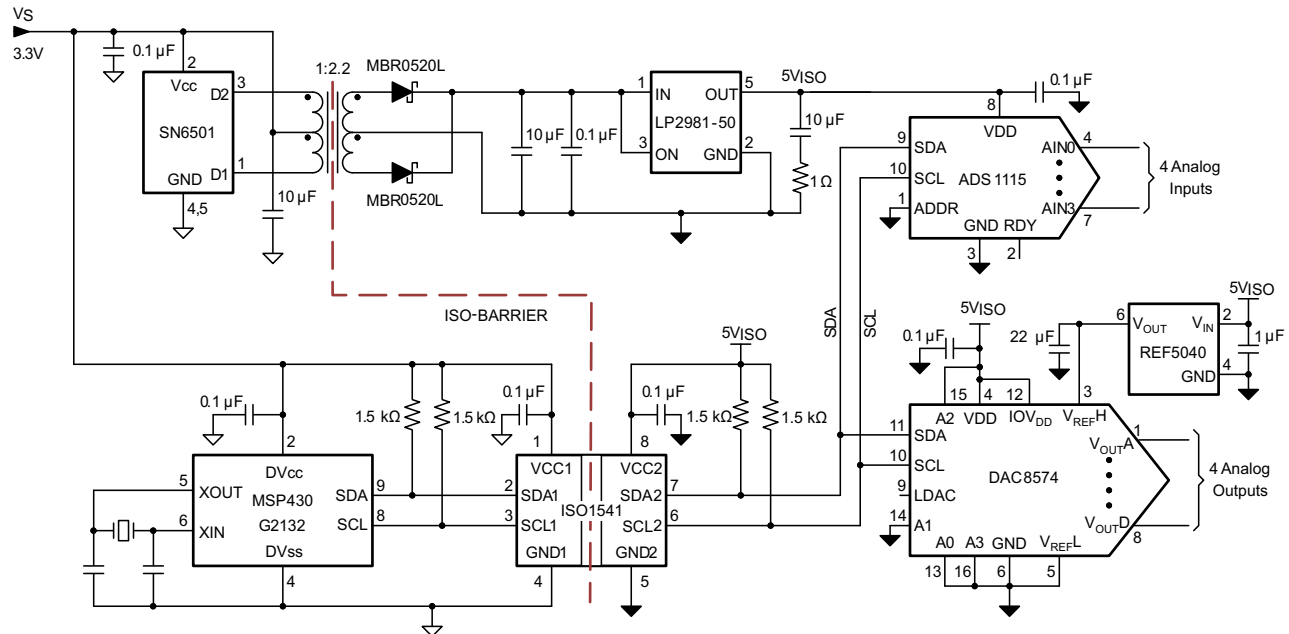 VS
3.3V
0.1 µF
2
Vcc
D2
3
SN6501
D1
1
GND
4,5
10 µF
1:2.2
MBR0520L
MBR0520L
10 µF
0.1 µF
1
IN
OUT
5
LP2981-50
3
ON
GND
2
5VISO
10 µF
1 Ω
0.1 µF
8
VDD
9
SDA
AIN0
4
10
SCL
ADS1115
1
ADDR
AIN3
7
GND
RDY
3
2
4 Analog
Inputs
ISO-BARRIER
SDA
SCL
0.1 µF
2
DVcc
5
XOUT
MSP430
G2132
SDA
9
6
XIN
SCL
8
DVss
4
1.5 kΩ
1.5 kΩ
0.1 µF
1
8
VCC1
VCC2
2
SDA1
SDA2
7
ISO1541
3
SCL1
SCL2
6
GND1
GND2
4
5
5VISO
0.1 µF
1.5 kΩ
1.5 kΩ
5VISO
0.1 µF
22 µF
6
VOUT
VIN
2
REF5040
GND
4
5VISO
1 µF
15
4
12
3
A2
VDD
IOVDD
VREFH
11
SDA
VOUTA
1
10
SCL
DAC8574
9
LDAC
14
A1
VOUTD
8
A0
A3
GND
VREFL
13
16
6
5
4 Analog
Outputs